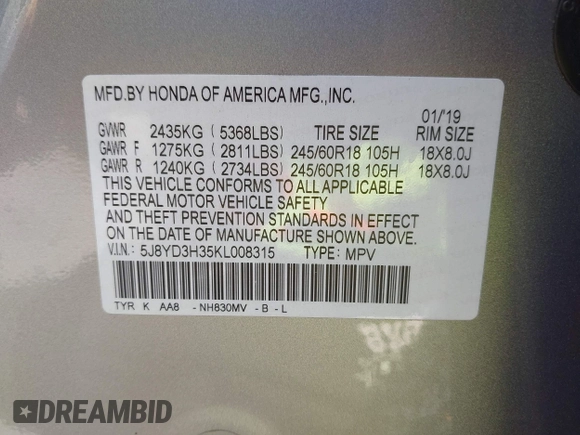 MFD.BY HONDA OF AMERICA MFG.,INC.
01/'19
GVWR 2435KG ( 5368LBS) TIRE SIZE RIM SIZE
GAWR F 1275KG ( 2811LBS) 245/60R18 105H 18X8.0J
GAWR R 1240KG ( 2734LBS) 245/60R18 105H 18X8.0J
THIS VEHICLE CONFORMS TO ALL APPLICABLE
FEDERAL MOTOR VEHICLE SAFETY
AND THEFT PREVENTION STANDARDS IN EFFECT
ON THE DATE OF MANUFACTURE SHOWN ABOVE.
V.I.N.: 5J8YD3H35KL008315 TYPE: MPV
TYR K AA8 - NH830MV - B - L
DREAMBID